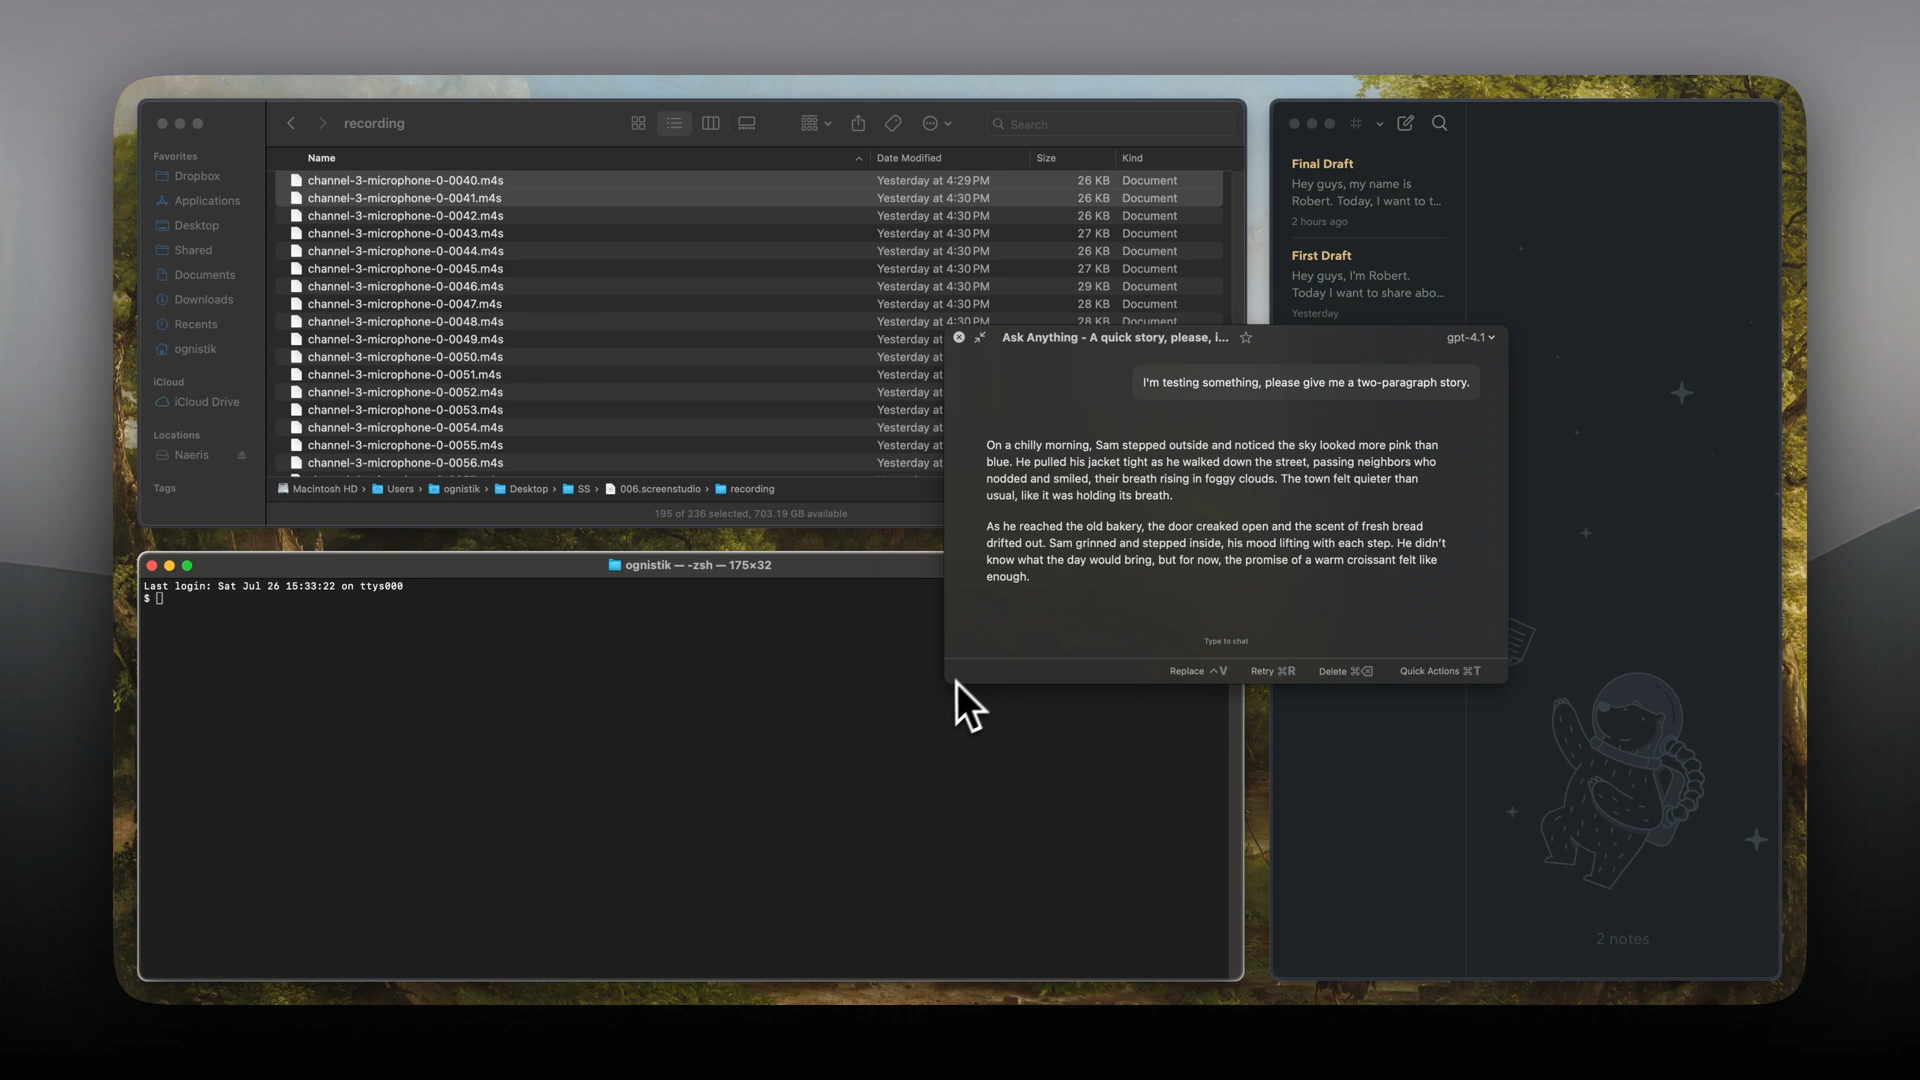 recording
Search
Favorites
Dropbox
Applications
Desktop
Shared
Documents
Downloads
Recents
ognistik
iCloud
iCloud Drive
Locations
Naeris
Tags
Name Date Modified Size Kind
channel-3-microphone-0-0040.m4s Yesterday at 4:29 PM 26 KB Document
channel-3-microphone-0-0041.m4s Yesterday at 4:30 PM 26 KB Document
channel-3-microphone-0-0042.m4s Yesterday at 4:30 PM 26 KB Document
channel-3-microphone-0-0043.m4s Yesterday at 4:30 PM 27 KB Document
channel-3-microphone-0-0044.m4s Yesterday at 4:30 PM 26 KB Document
channel-3-microphone-0-0045.m4s Yesterday at 4:30 PM 27 KB Document
channel-3-microphone-0-0046.m4s Yesterday at 4:30 PM 29 KB Document
channel-3-microphone-0-0047.m4s Yesterday at 4:30 PM 28 KB Document
channel-3-microphone-0-0048.m4s Yesterday at 4:30 PM 28 KB Document
channel-3-microphone-0-0049.m4s Yesterday at
channel-3-microphone-0-0050.m4s Yesterday at
channel-3-microphone-0-0051.m4s Yesterday at
channel-3-microphone-0-0052.m4s Yesterday at
channel-3-microphone-0-0053.m4s Yesterday at
channel-3-microphone-0-0054.m4s Yesterday at
channel-3-microphone-0-0055.m4s Yesterday at
channel-3-microphone-0-0056.m4s Yesterday at
Macintosh HD › Users › ognistik › Desktop › SS › 006.screenstudio › recording
195 of 236 selected, 703.19 GB available
Final Draft
Hey guys, my name is
Robert. Today, I want to t...
2 hours ago
First Draft
Hey guys, I'm Robert.
Today I want to share abo...
Yesterday
2 notes
Ask Anything - A quick story, please, i... gpt-4.1
I'm testing something, please give me a two-paragraph story.
On a chilly morning, Sam stepped outside and noticed the sky looked more pink than
blue. He pulled his jacket tight as he walked down the street, passing neighbors who
nodded and smiled, their breath rising in foggy clouds. The town felt quieter than
usual, like it was holding its breath.
As he reached the old bakery, the door creaked open and the scent of fresh bread
drifted out. Sam grinned and stepped inside, his mood lifting with each step. He didn't
know what the day would bring, but for now, the promise of a warm croissant felt like
enough.
Type to chat
Replace ^V Retry ⌘R Delete ⌘⌫ Quick Actions ⌘T
ognistik — -zsh — 175×32
Last login: Sat Jul 26 15:33:22 on ttys000
$